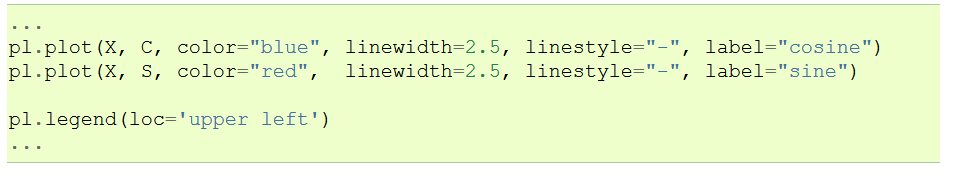 ...
pl.plot(X, C, color="blue", linewidth=2.5, linestyle="-", label="cosine")
pl.plot(X, S, color="red",  linewidth=2.5, linestyle="-", label="sine")
pl.legend(loc='upper left')
...